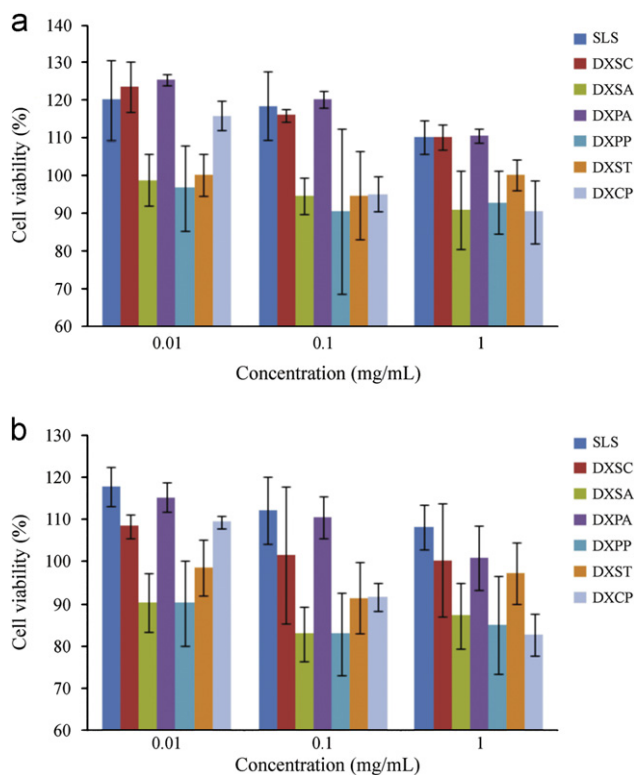 a
130
120
110
100
90
80
70
60
Cell viability (%)
0.01 0.1 1
Concentration (mg/mL)
SLS
DXSC
DXSA
DXPA
DXPP
DXST
DXCP
b
130
120
110
100
90
80
70
60
Cell viability (%)
0.01 0.1 1
Concentration (mg/mL)
SLS
DXSC
DXSA
DXPA
DXPP
DXST
DXCP